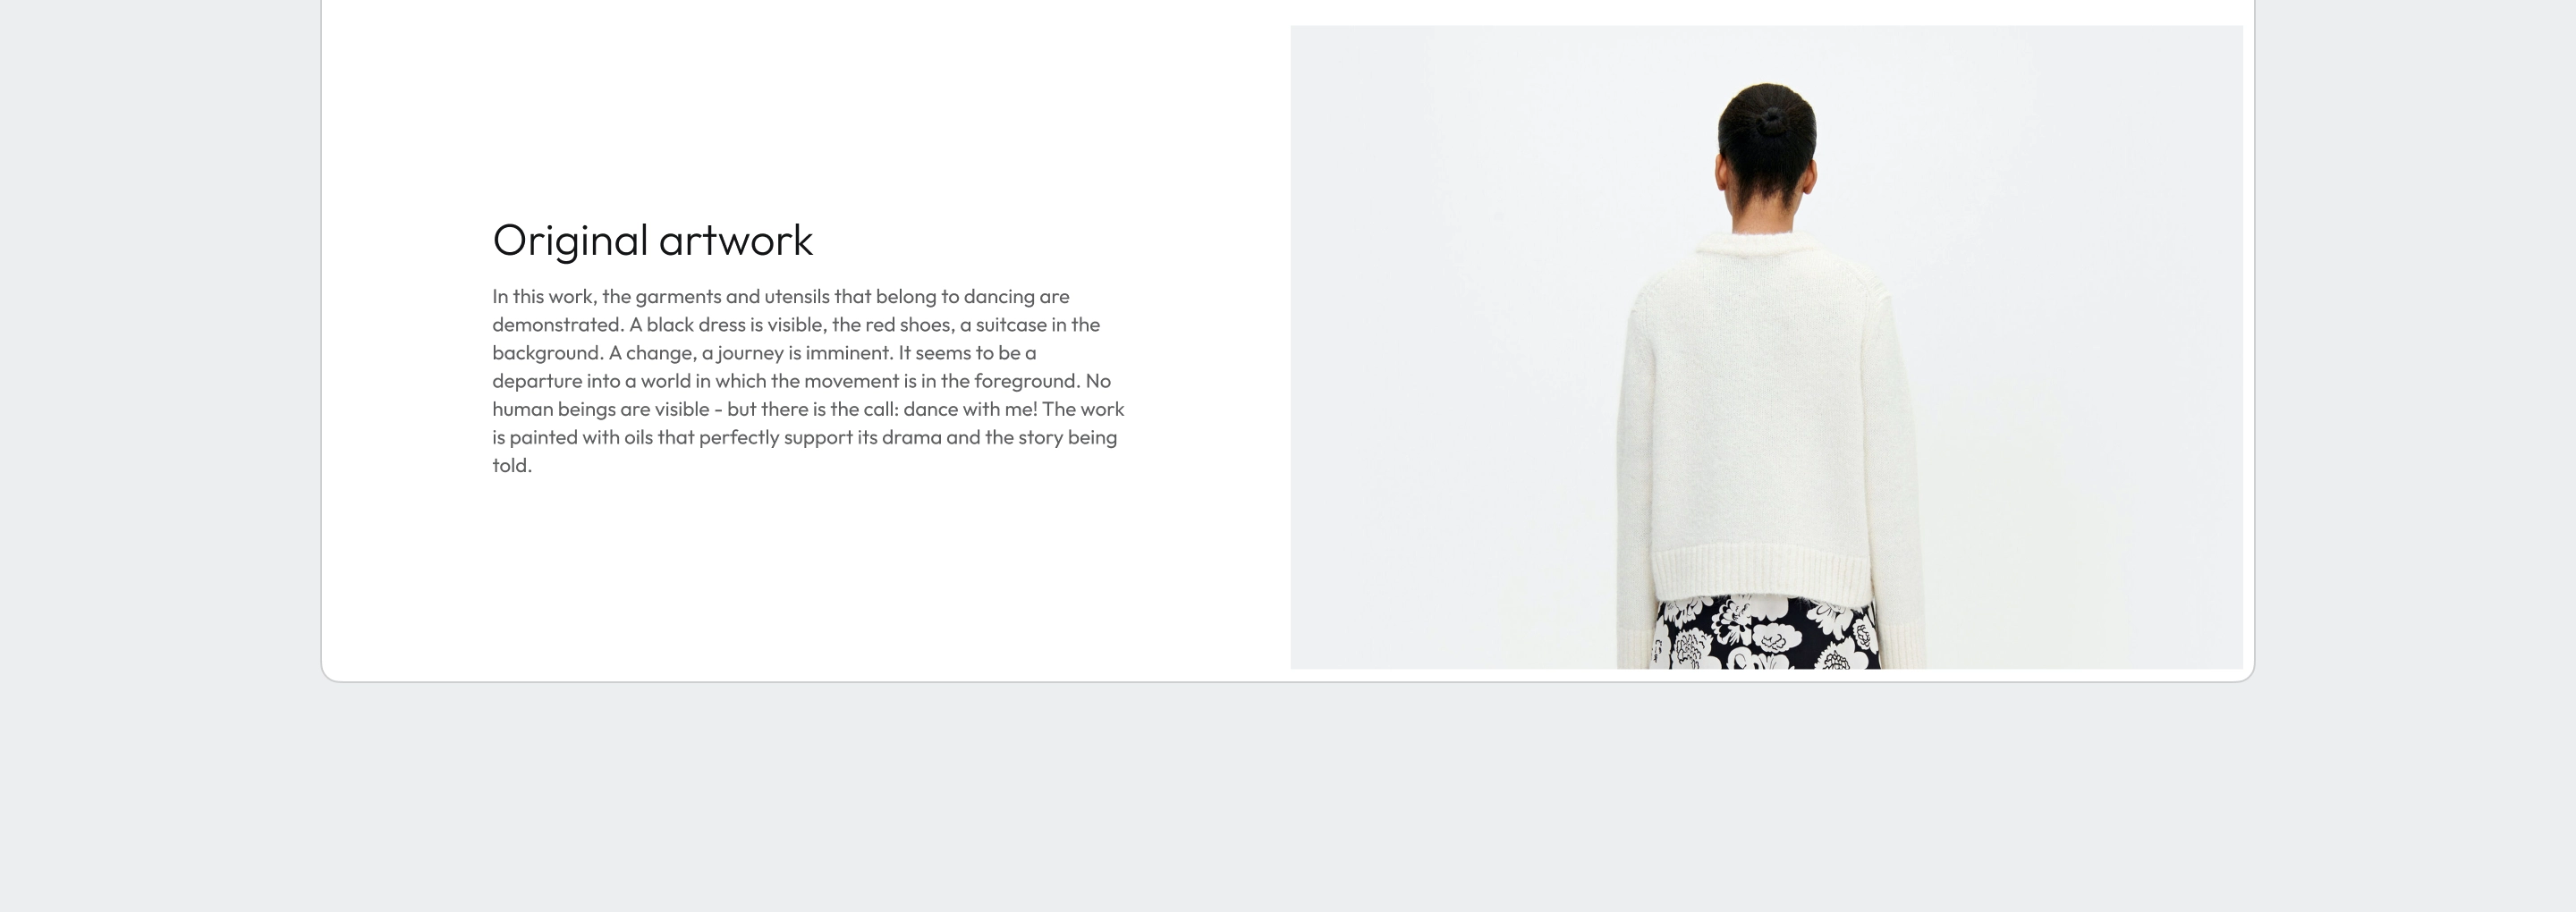 Original artwork
In this work, the garments and utensils that belong to dancing are
demonstrated. A black dress is visible, the red shoes, a suitcase in the
background. A change, a journey is imminent. It seems to be a
departure into a world in which the movement is in the foreground. No
human beings are visible - but there is the call: dance with me! The work
is painted with oils that perfectly support its drama and the story being
told.